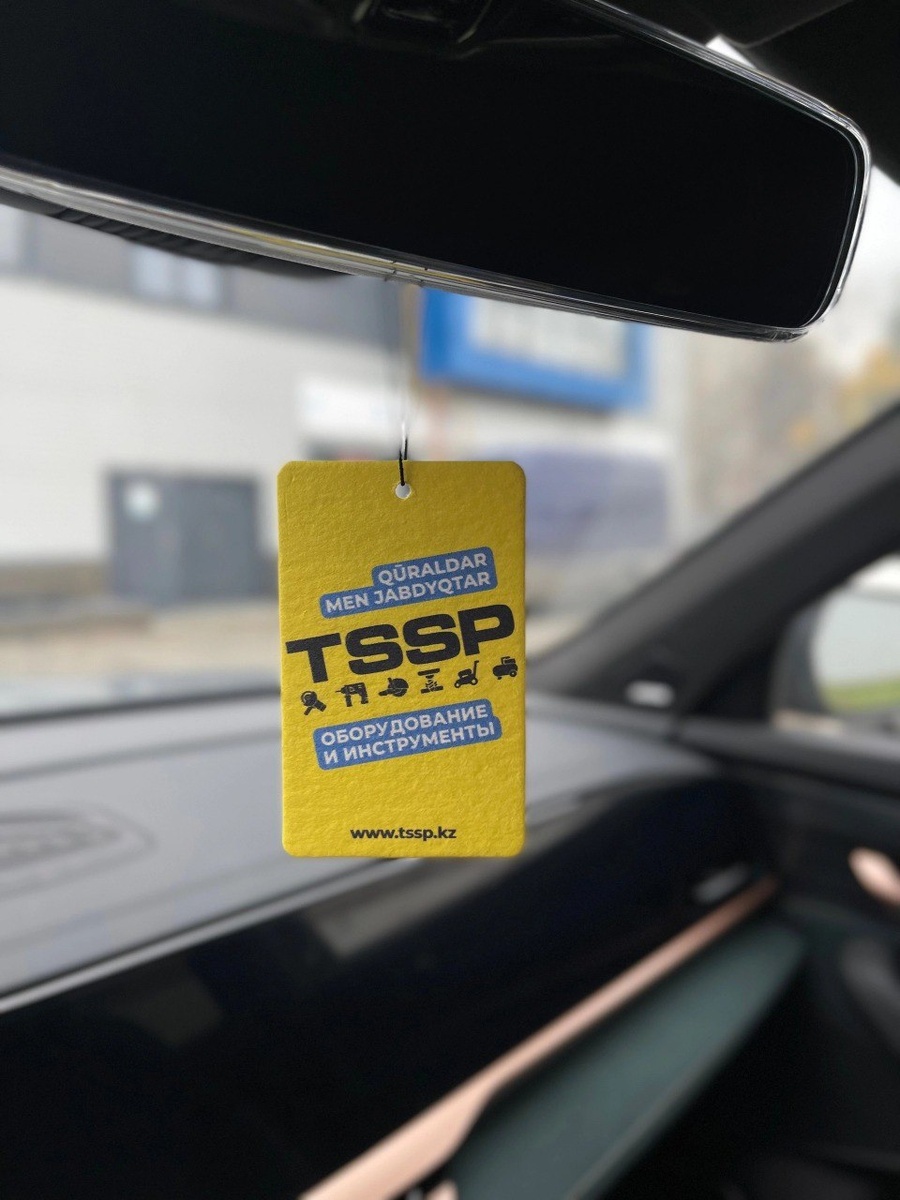 QŪRALDAR
MEN JABDYQTAR
TSSP
ОБОРУДОВАНИЕ
И ИНСТРУМЕНТЫ
www.tssp.kz